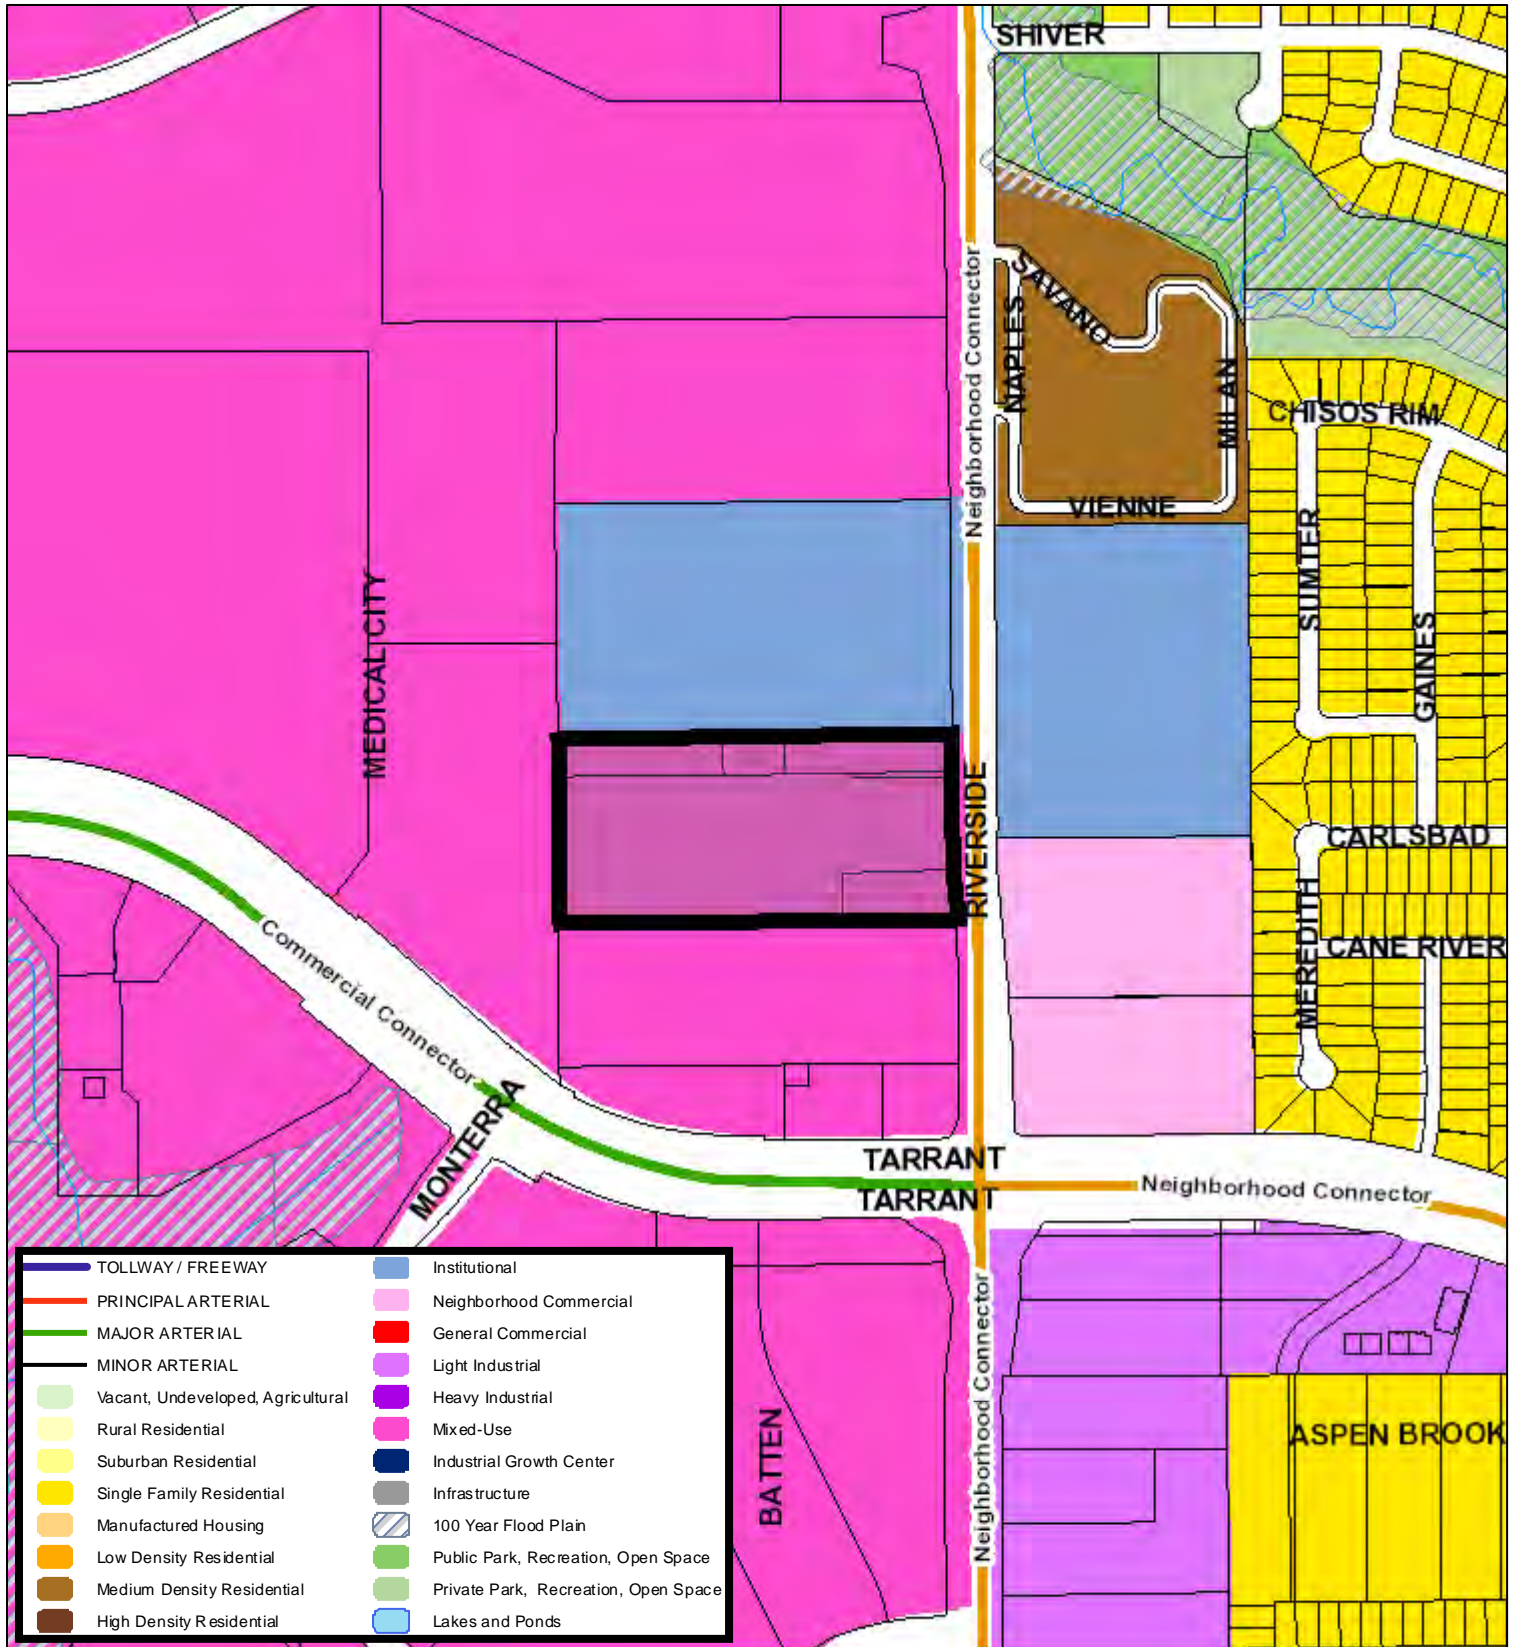 SHIVER
Neighborhood Connector
SAVANO
NAPLES
MILAN
CHISOS RIM
VIENNE
SUMTER
GAINES
MEDICAL CITY
RIVERSIDE
CARLSBAD
MEREDITH
CANE RIVER
Commercial Connector
MONTERRA
TARRANT
TARRANT
Neighborhood Connector
Neighborhood Connector
BATTEN
ASPEN BROOK
TOLLWAY / FREEWAY
PRINCIPAL ARTERIAL
MAJOR ARTERIAL
MINOR ARTERIAL
Vacant, Undeveloped, Agricultural
Rural Residential
Suburban Residential
Single Family Residential
Manufactured Housing
Low Density Residential
Medium Density Residential
High Density Residential
Institutional
Neighborhood Commercial
General Commercial
Light Industrial
Heavy Industrial
Mixed-Use
Industrial Growth Center
Infrastructure
100 Year Flood Plain
Public Park, Recreation, Open Space
Private Park, Recreation, Open Space
Lakes and Ponds